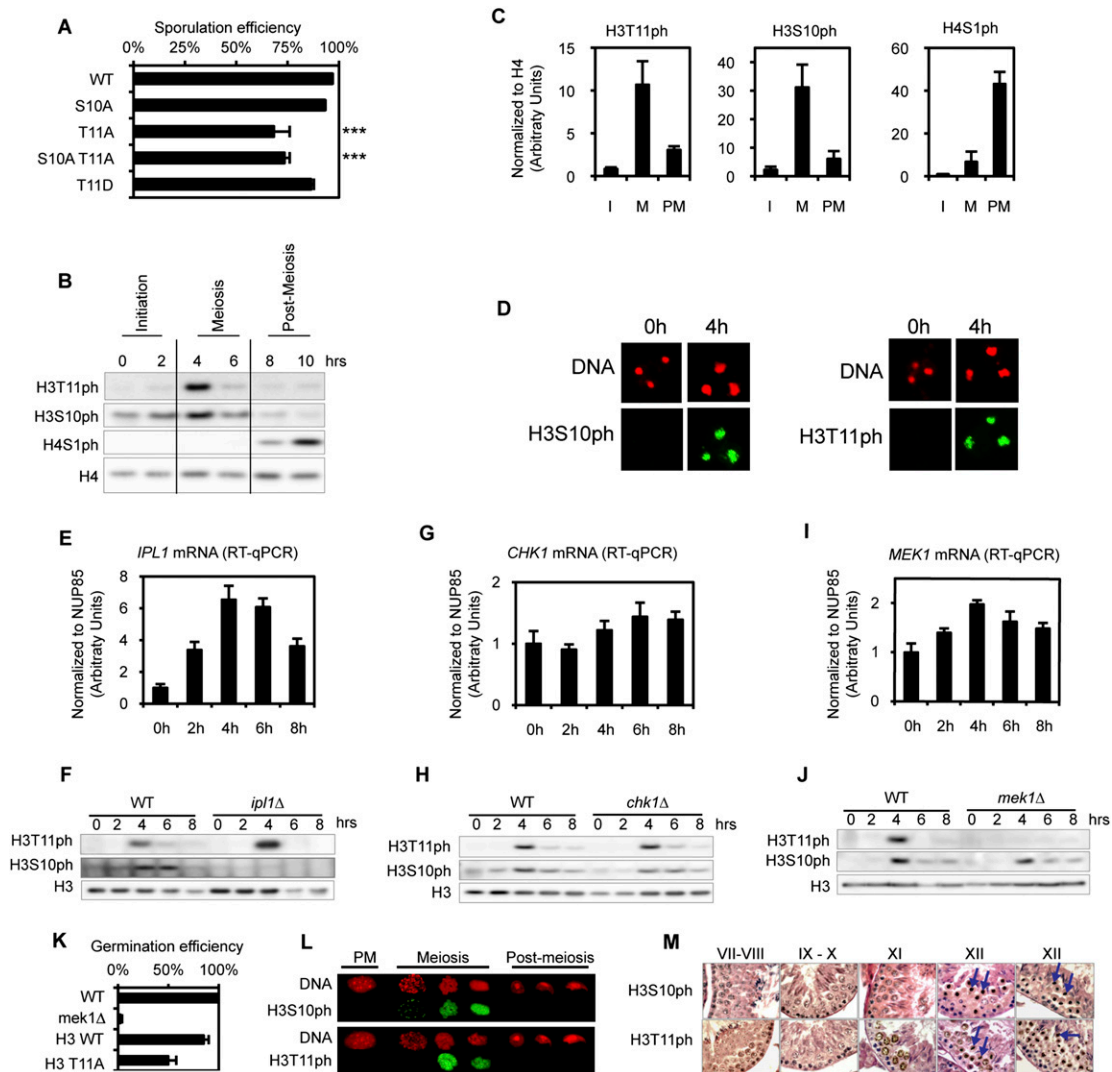 A
Sporulation efficiency
0% 25% 50% 75% 100%
WT
S10A
T11A ***
S10A T11A ***
T11D
B
Initiation Meiosis Post-Meiosis
0 2 4 6 8 10 hrs
H3T11ph
H3S10ph
H4S1ph
H4
C
H3T11ph H3S10ph H4S1ph
Normalized to H4
(Arbitraty Units)
15 10 5 0
40 30 20 10 0
60 40 20 0
I M PM I M PM I M PM
D
0h 4h 0h 4h
DNA DNA
H3S10ph H3T11ph
E
IPL1 mRNA (RT-qPCR)
Normalized to NUP85
(Arbitraty Units)
8 6 4 2 0
0h 2h 4h 6h 8h
G
CHK1 mRNA (RT-qPCR)
Normalized to NUP85
(Arbitraty Units)
2 1 0
0h 2h 4h 6h 8h
I
MEK1 mRNA (RT-qPCR)
Normalized to NUP85
(Arbitraty Units)
2 1 0
0h 2h 4h 6h 8h
F
WT ipl1Δ
0 2 4 6 8 0 2 4 6 8 hrs
H3T11ph
H3S10ph
H3
H
WT chk1Δ
0 2 4 6 8 0 2 4 6 8 hrs
H3T11ph
H3S10ph
H3
J
WT mek1Δ
0 2 4 6 8 0 2 4 6 8 hrs
H3T11ph
H3S10ph
H3
K
Germination efficiency
0% 50% 100%
WT
mek1Δ
H3 WT
H3 T11A
L
PM Meiosis Post-meiosis
DNA
H3S10ph
DNA
H3T11ph
M
VII-VIII IX - X XI XII XII
H3S10ph
H3T11ph